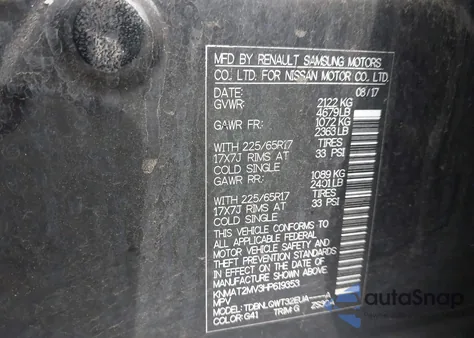 MFD BY RENAULT SAMSUNG MOTORS
CO., LTD. FOR NISSAN MOTOR CO., LTD.
DATE: 08/17
GVWR: 2122 KG
4679 LB
GAWR FR: 1072 KG
2363 LB
WITH 225/65R17 TIRES
17X7J RIMS AT 33 PSI
COLD SINGLE
GAWR RR: 1089 KG
2401 LB
WITH 225/65R17 TIRES
17X7J RIMS AT 33 PSI
COLD SINGLE
THIS VEHICLE CONFORMS TO
ALL APPLICABLE FEDERAL
MOTOR VEHICLE SAFETY AND
THEFT PREVENTION STANDARDS
IN EFFECT ON THE DATE OF
MANUFACTURE SHOWN ABOVE.
KNMAT2MV3HP619353
MPV
MODEL: TDBNLQWT32EUA-----A
COLOR: G41 TRIM: G
autoSnap